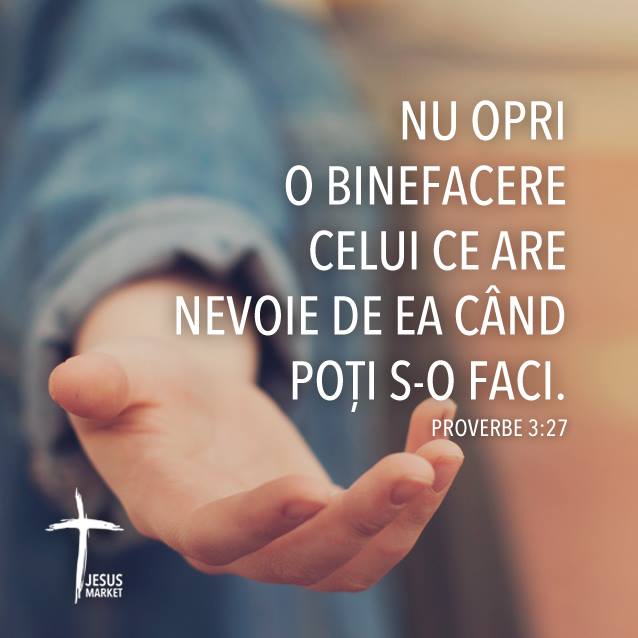 NU OPRI
O BINEFACERE
CELUI CE ARE
NEVOIE DE EA CÂND
POȚI S-O FACI.
PROVERBE 3:27
JESUS
MARKET